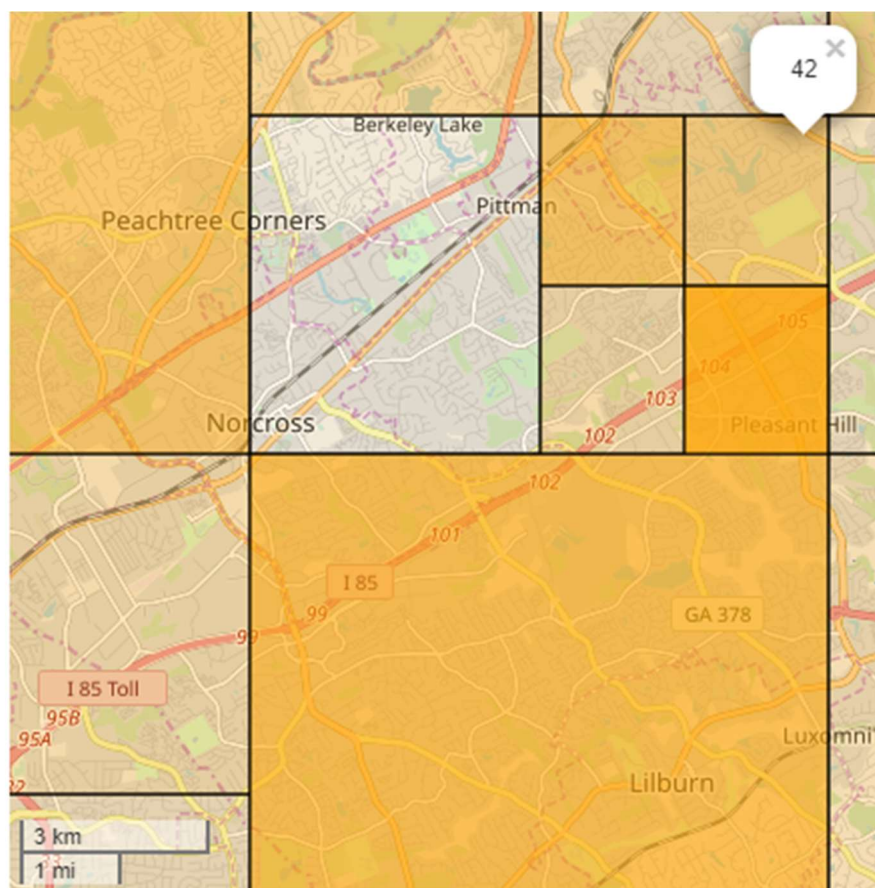 42 ×
Berkeley Lake
Pittman
Peachtree Corners
105
104
103
Pleasant Hill
102
Norcross
102
101
I 85
99
GA 378
99
I 85 Toll
95B
95A
Luxomni
Lilburn
3 km
1 mi